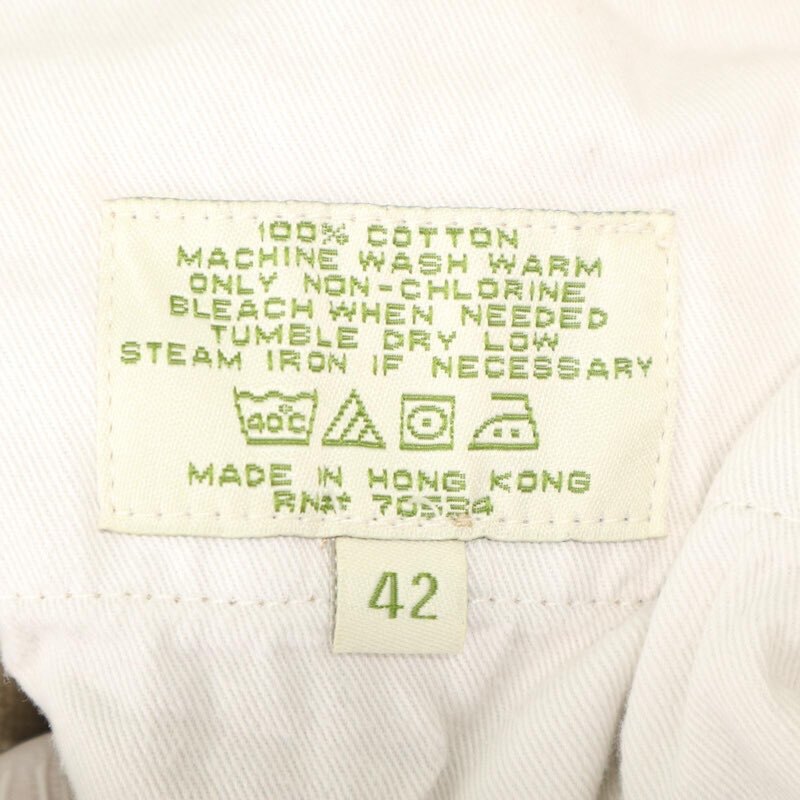 100% COTTON
MACHINE WASH WARM
ONLY NON-CHLORINE
BLEACH WHEN NEEDED
TUMBLE DRY LOW
STEAM IRON IF NECESSARY
40°C
MADE IN HONG KONG
RN# 70534
42